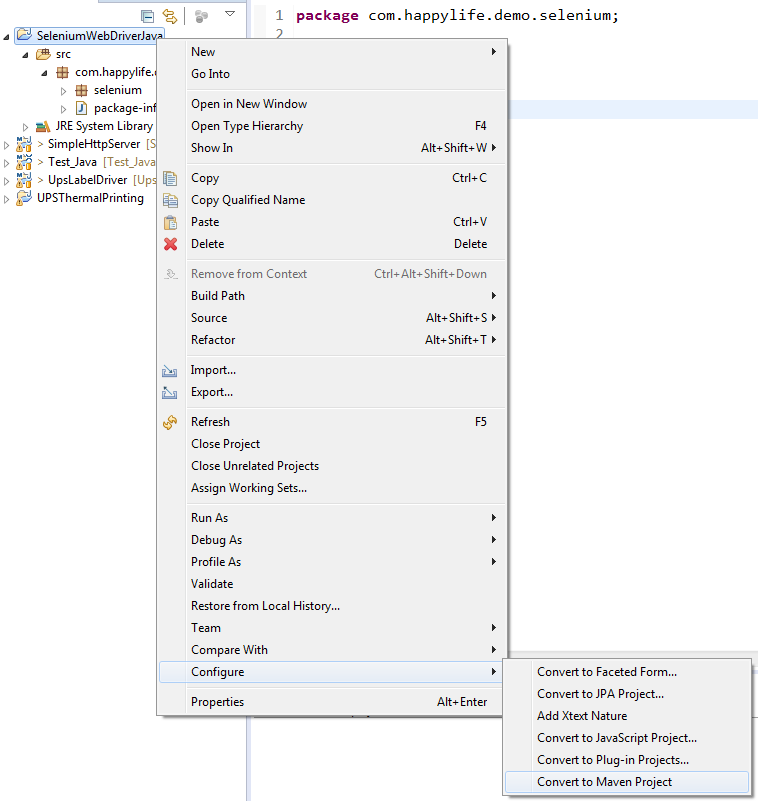 1 package com.happylife.demo.selenium;
2
SeleniumWebDriverJava
src
com.happylife.
selenium
package-inf
JRE System Library
> SimpleHttpServer [S
> Test_Java [Test_Java
> UpsLabelDriver [Ups
UPSThermalPrinting
New
Go Into
Open in New Window
Open Type Hierarchy F4
Show In Alt+Shift+W
Copy Ctrl+C
Copy Qualified Name
Paste Ctrl+V
Delete Delete
Remove from Context Ctrl+Alt+Shift+Down
Build Path
Source Alt+Shift+S
Refactor Alt+Shift+T
Import...
Export...
Refresh F5
Close Project
Close Unrelated Projects
Assign Working Sets...
Run As
Debug As
Profile As
Validate
Restore from Local History...
Team
Compare With
Configure
Properties Alt+Enter
Convert to Faceted Form...
Convert to JPA Project...
Add Xtext Nature
Convert to JavaScript Project...
Convert to Plug-in Projects...
Convert to Maven Project